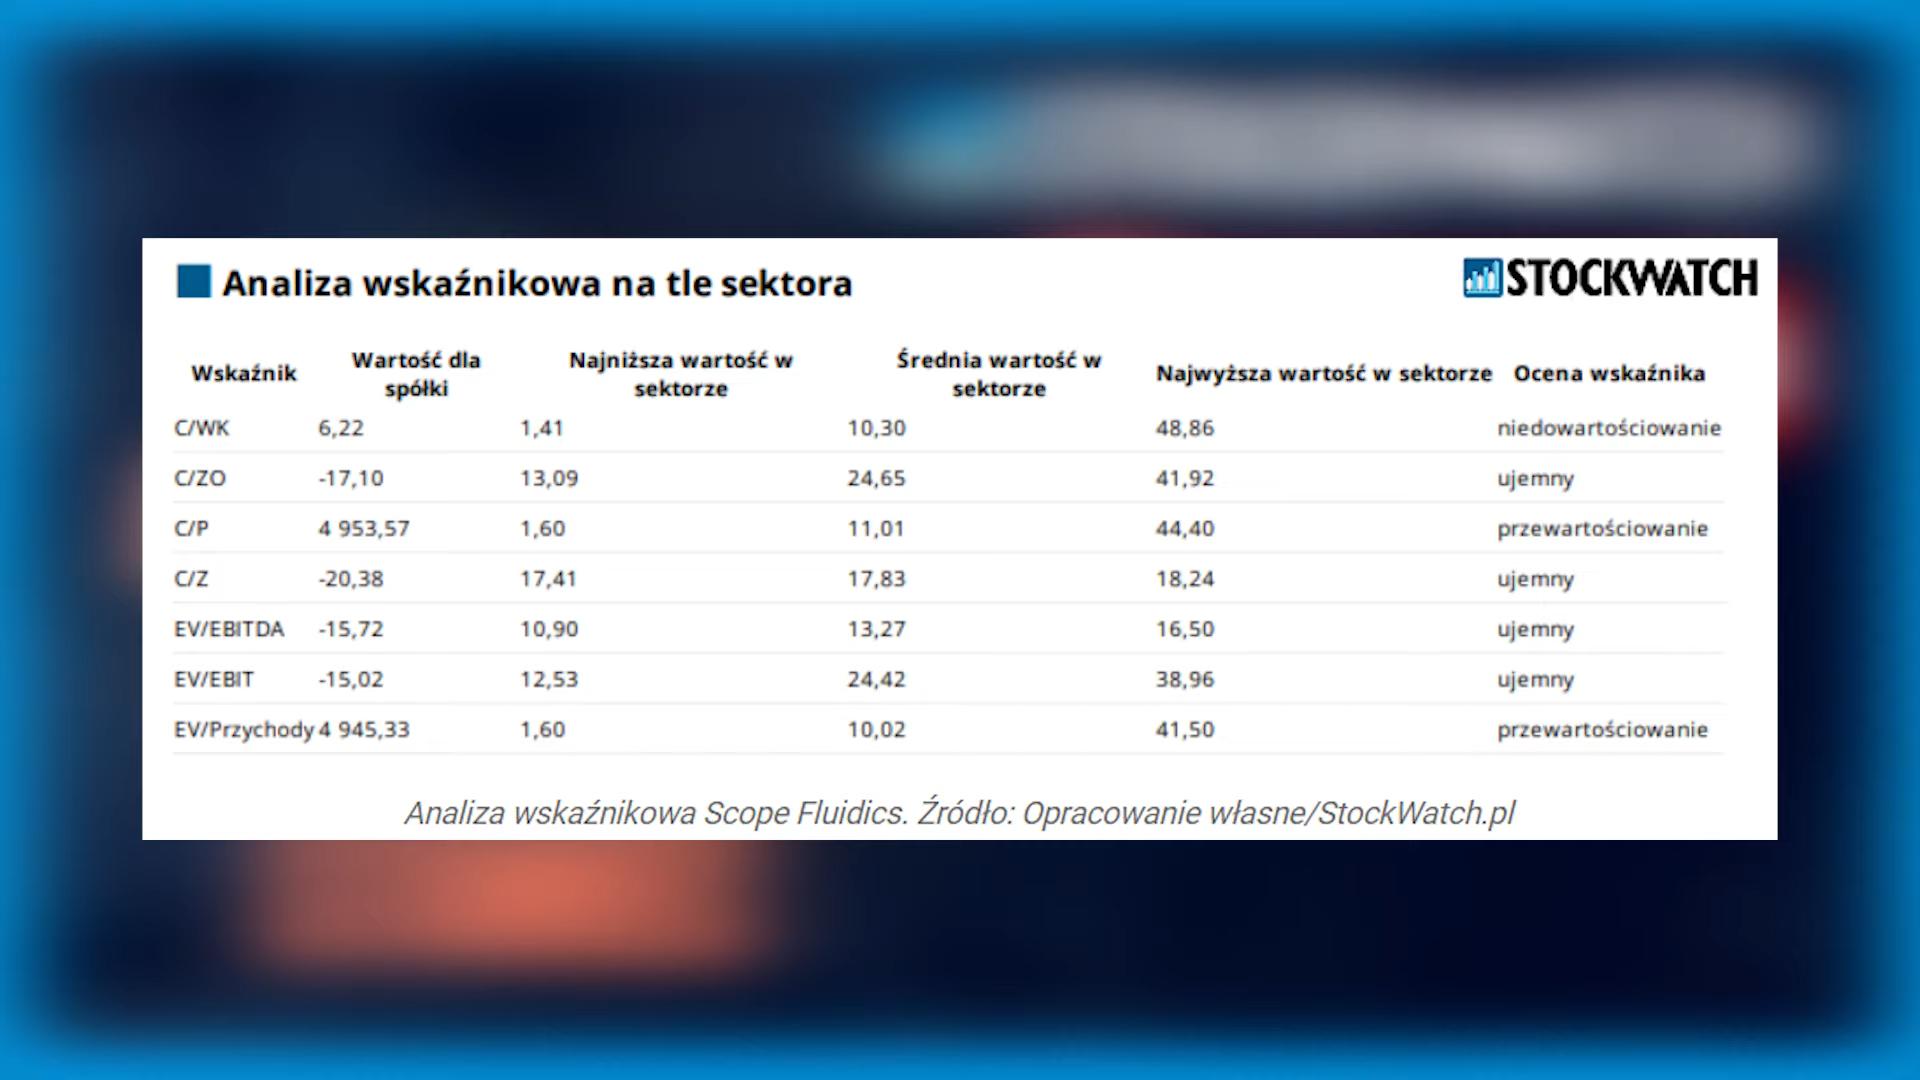 Analiza wskaźnikowa na tle sektora
STOCKWATCH
Wskaźnik Wartość dla spółki Najniższa wartość w sektorze Średnia wartość w sektorze Najwyższa wartość w sektorze Ocena wskaźnika
C/WK 6,22 1,41 10,30 48,86 niedowartościowanie
C/ZO -17,10 13,09 24,65 41,92 ujemny
C/P 4 953,57 1,60 11,01 44,40 przewartościowanie
C/Z -20,38 17,41 17,83 18,24 ujemny
EV/EBITDA -15,72 10,90 13,27 16,50 ujemny
EV/EBIT -15,02 12,53 24,42 38,96 ujemny
EV/Przychody 4 945,33 1,60 10,02 41,50 przewartościowanie
Analiza wskaźnikowa Scope Fluidics. Źródło: Opracowanie własne/StockWatch.pl